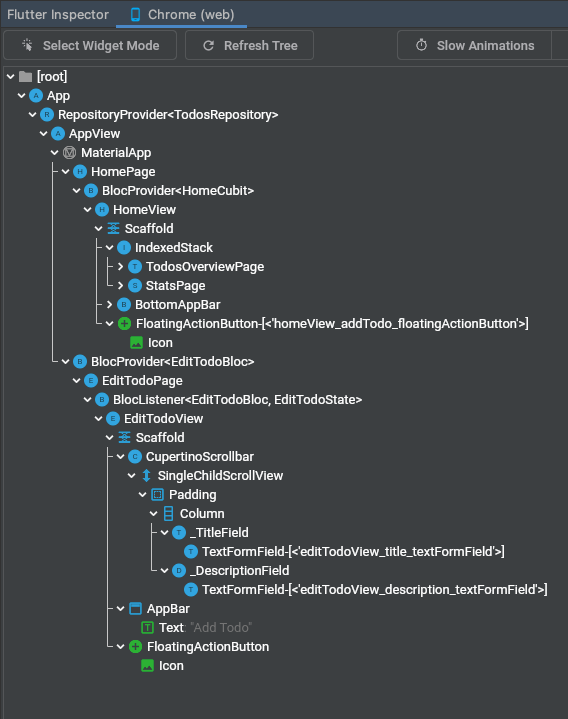 Flutter Inspector Chrome (web)
Select Widget Mode Refresh Tree Slow Animations
[root]
A App
R RepositoryProvider<TodosRepository>
A AppView
MaterialApp
H HomePage
B BlocProvider<HomeCubit>
H HomeView
Scaffold
I IndexedStack
T TodosOverviewPage
S StatsPage
B BottomAppBar
FloatingActionButton-[<'homeView_addTodo_floatingActionButton'>]
Icon
B BlocProvider<EditTodoBloc>
E EditTodoPage
B BlocListener<EditTodoBloc, EditTodoState>
E EditTodoView
Scaffold
C CupertinoScrollbar
SingleChildScrollView
Padding
Column
T _TitleField
T TextFormField-[<'editTodoView_title_textFormField'>]
D _DescriptionField
T TextFormField-[<'editTodoView_description_textFormField'>]
AppBar
T Text: "Add Todo"
FloatingActionButton
Icon